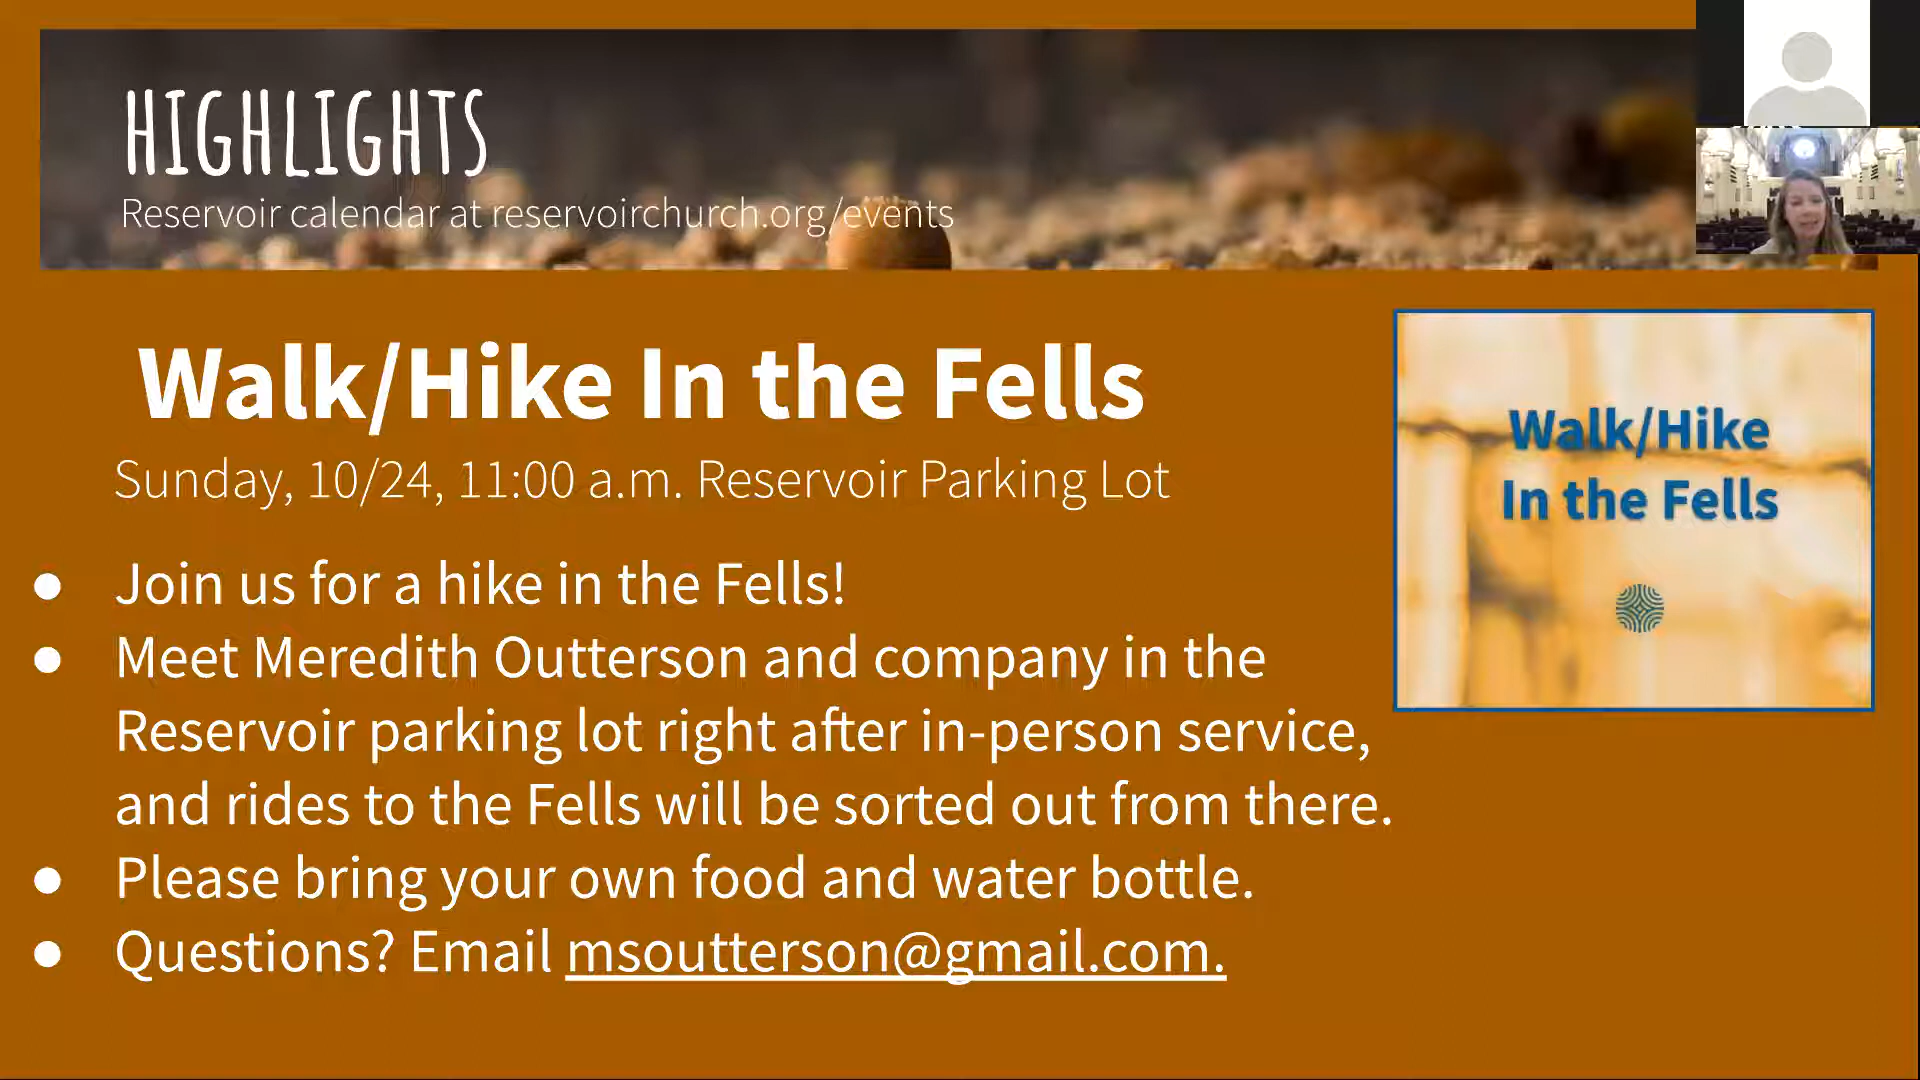 HIGHLIGHTS
Reservoir calendar at reservoirchurch.org/events
Walk/Hike In the Fells
Sunday, 10/24, 11:00 a.m. Reservoir Parking Lot
● Join us for a hike in the Fells!
● Meet Meredith Outterson and company in the
Reservoir parking lot right after in-person service,
and rides to the Fells will be sorted out from there.
● Please bring your own food and water bottle.
● Questions? Email msoutterson@gmail.com.
Walk/Hike
In the Fells